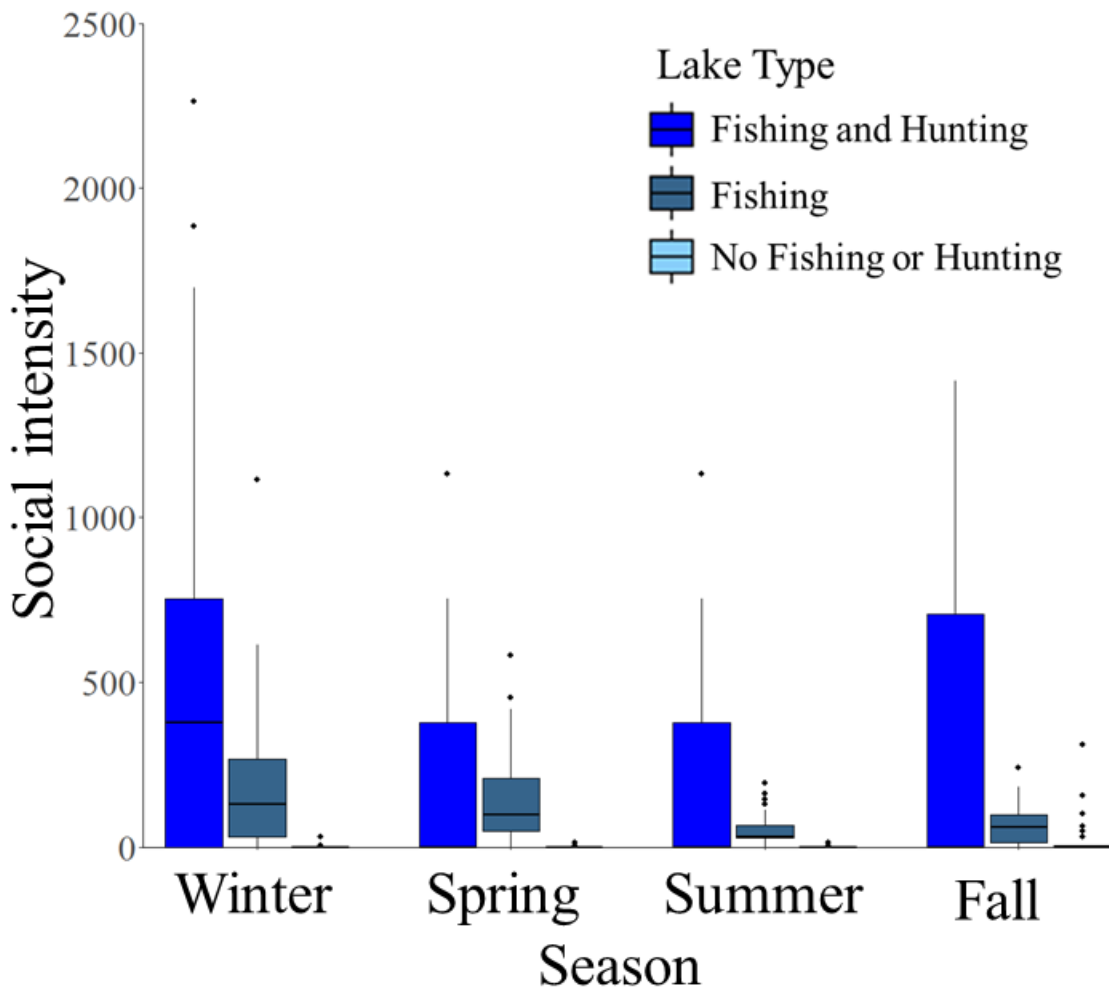 2500
2000
1500
1000
500
0
Social intensity
Lake Type
Fishing and Hunting
Fishing
No Fishing or Hunting
Winter Spring Summer Fall
Season